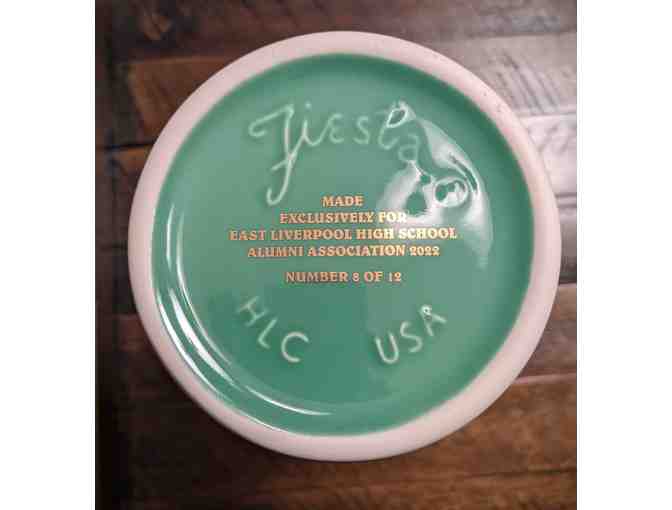 Fiesta
MADE
EXCLUSIVELY FOR
EAST LIVERPOOL HIGH SCHOOL
ALUMNI ASSOCIATION 2022
NUMBER 8 OF 12
HLC USA